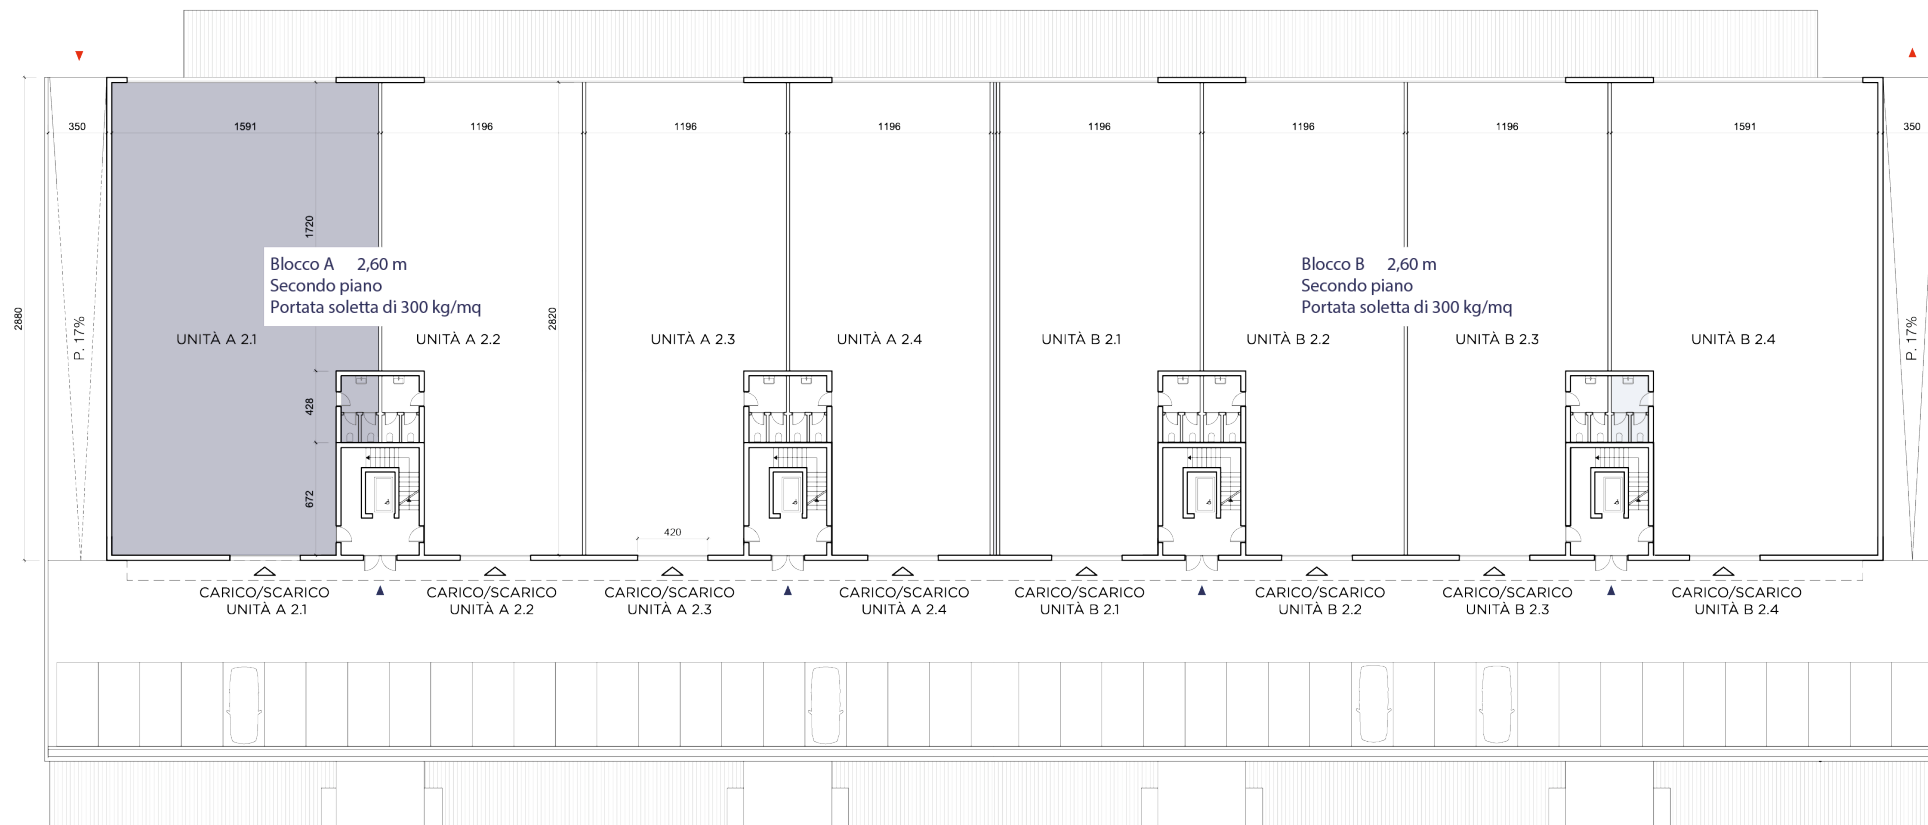 350
1591
1196
1196
1196
1196
1196
1196
1591
350
1720
2880
2820
P. 17%
P. 17%
Blocco A 2,60 m
Secondo piano
Portata soletta di 300 kg/mq
Blocco B 2,60 m
Secondo piano
Portata soletta di 300 kg/mq
UNITÀ A 2.1
UNITÀ A 2.2
UNITÀ A 2.3
UNITÀ A 2.4
UNITÀ B 2.1
UNITÀ B 2.2
UNITÀ B 2.3
UNITÀ B 2.4
428
672
420
CARICO/SCARICO
UNITÀ A 2.1
CARICO/SCARICO
UNITÀ A 2.2
CARICO/SCARICO
UNITÀ A 2.3
CARICO/SCARICO
UNITÀ A 2.4
CARICO/SCARICO
UNITÀ B 2.1
CARICO/SCARICO
UNITÀ B 2.2
CARICO/SCARICO
UNITÀ B 2.3
CARICO/SCARICO
UNITÀ B 2.4